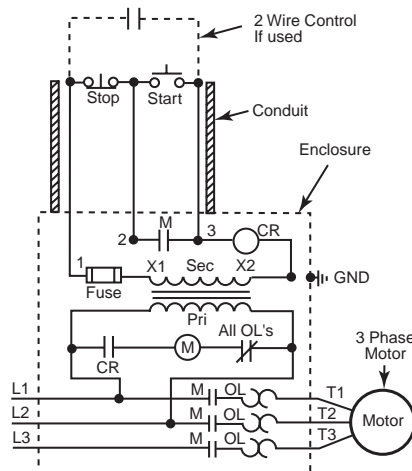 2 Wire Control
If used
Stop
Start
Conduit
Enclosure
M
2
3
CR
1
X1
Sec
X2
Fuse
GND
Pri
All OL's
M
CR
3 Phase
Motor
L1
M
OL
T1
L2
M
OL
T2
Motor
L3
M
OL
T3